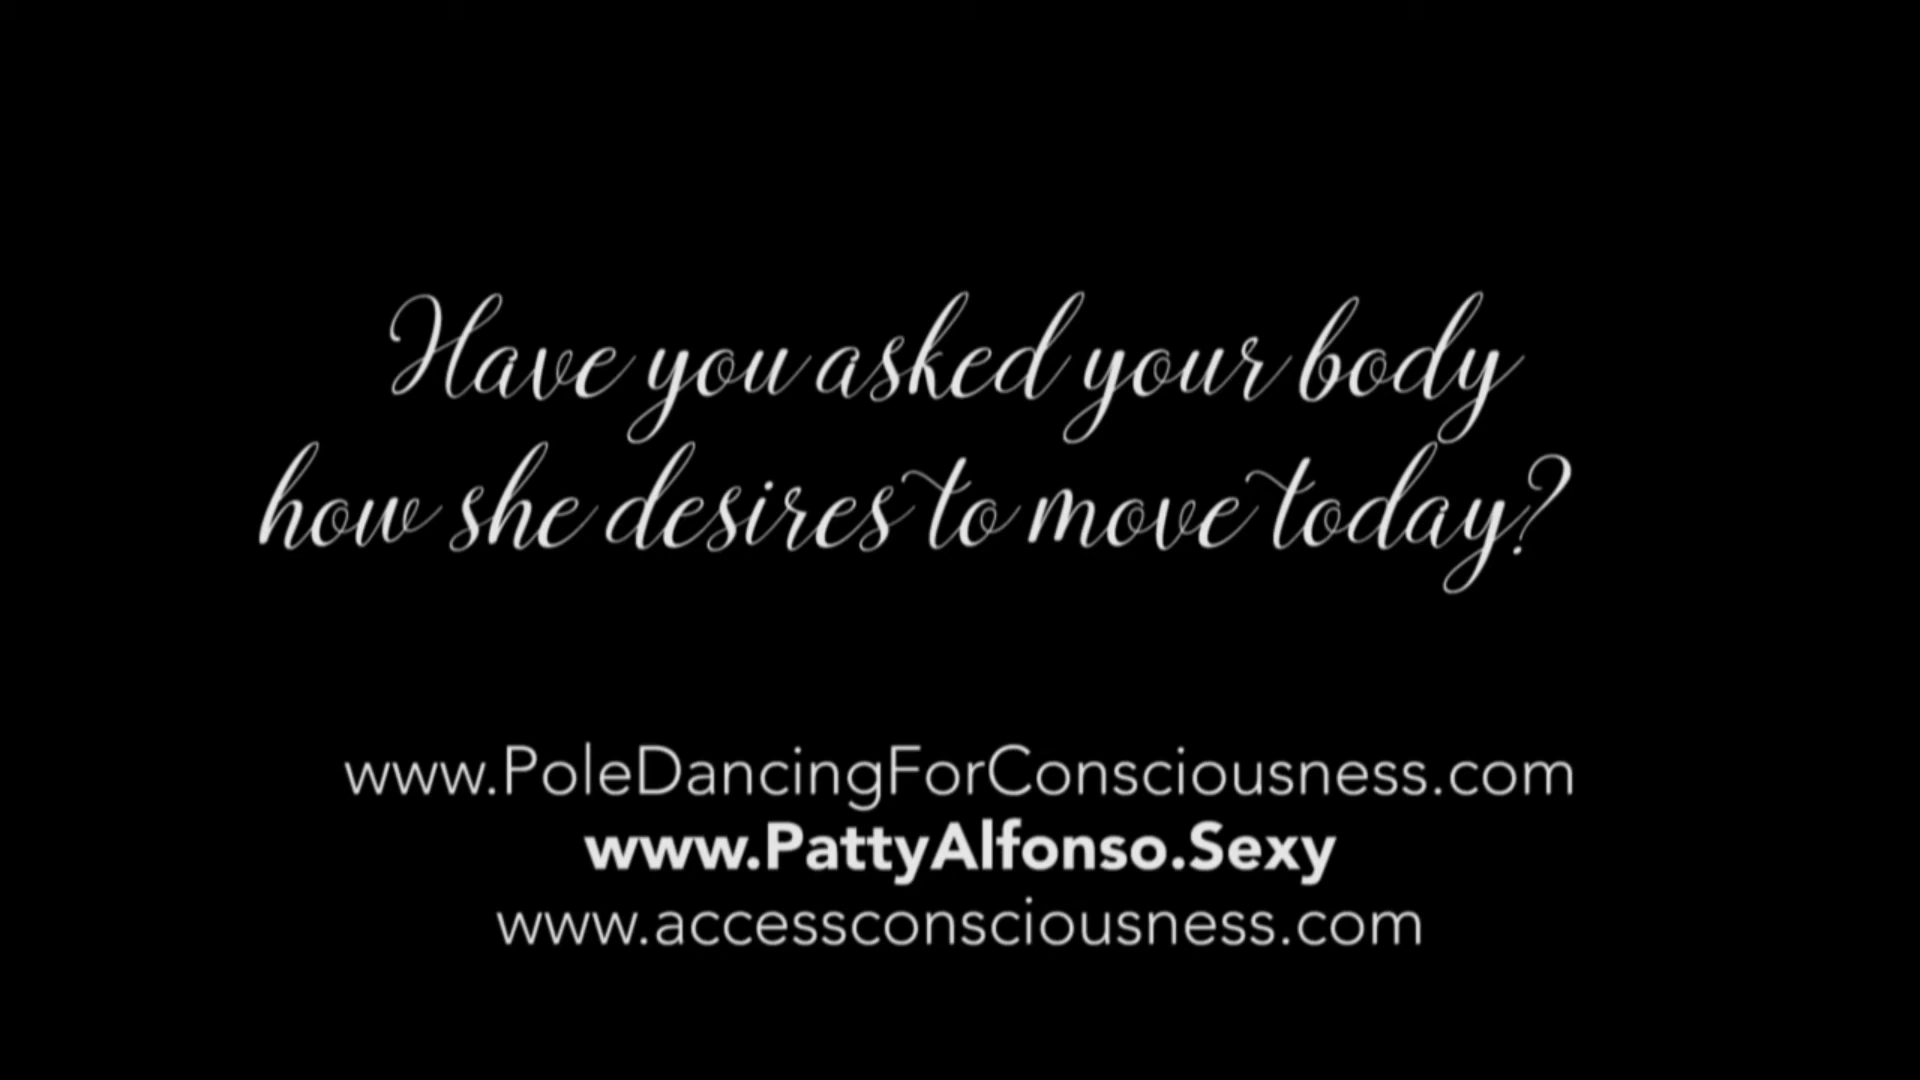 Have you asked your body
how she desires to move today?
www.PoleDancingForConsciousness.com
www.PattyAlfonso.Sexy
www.accessconsciousness.com